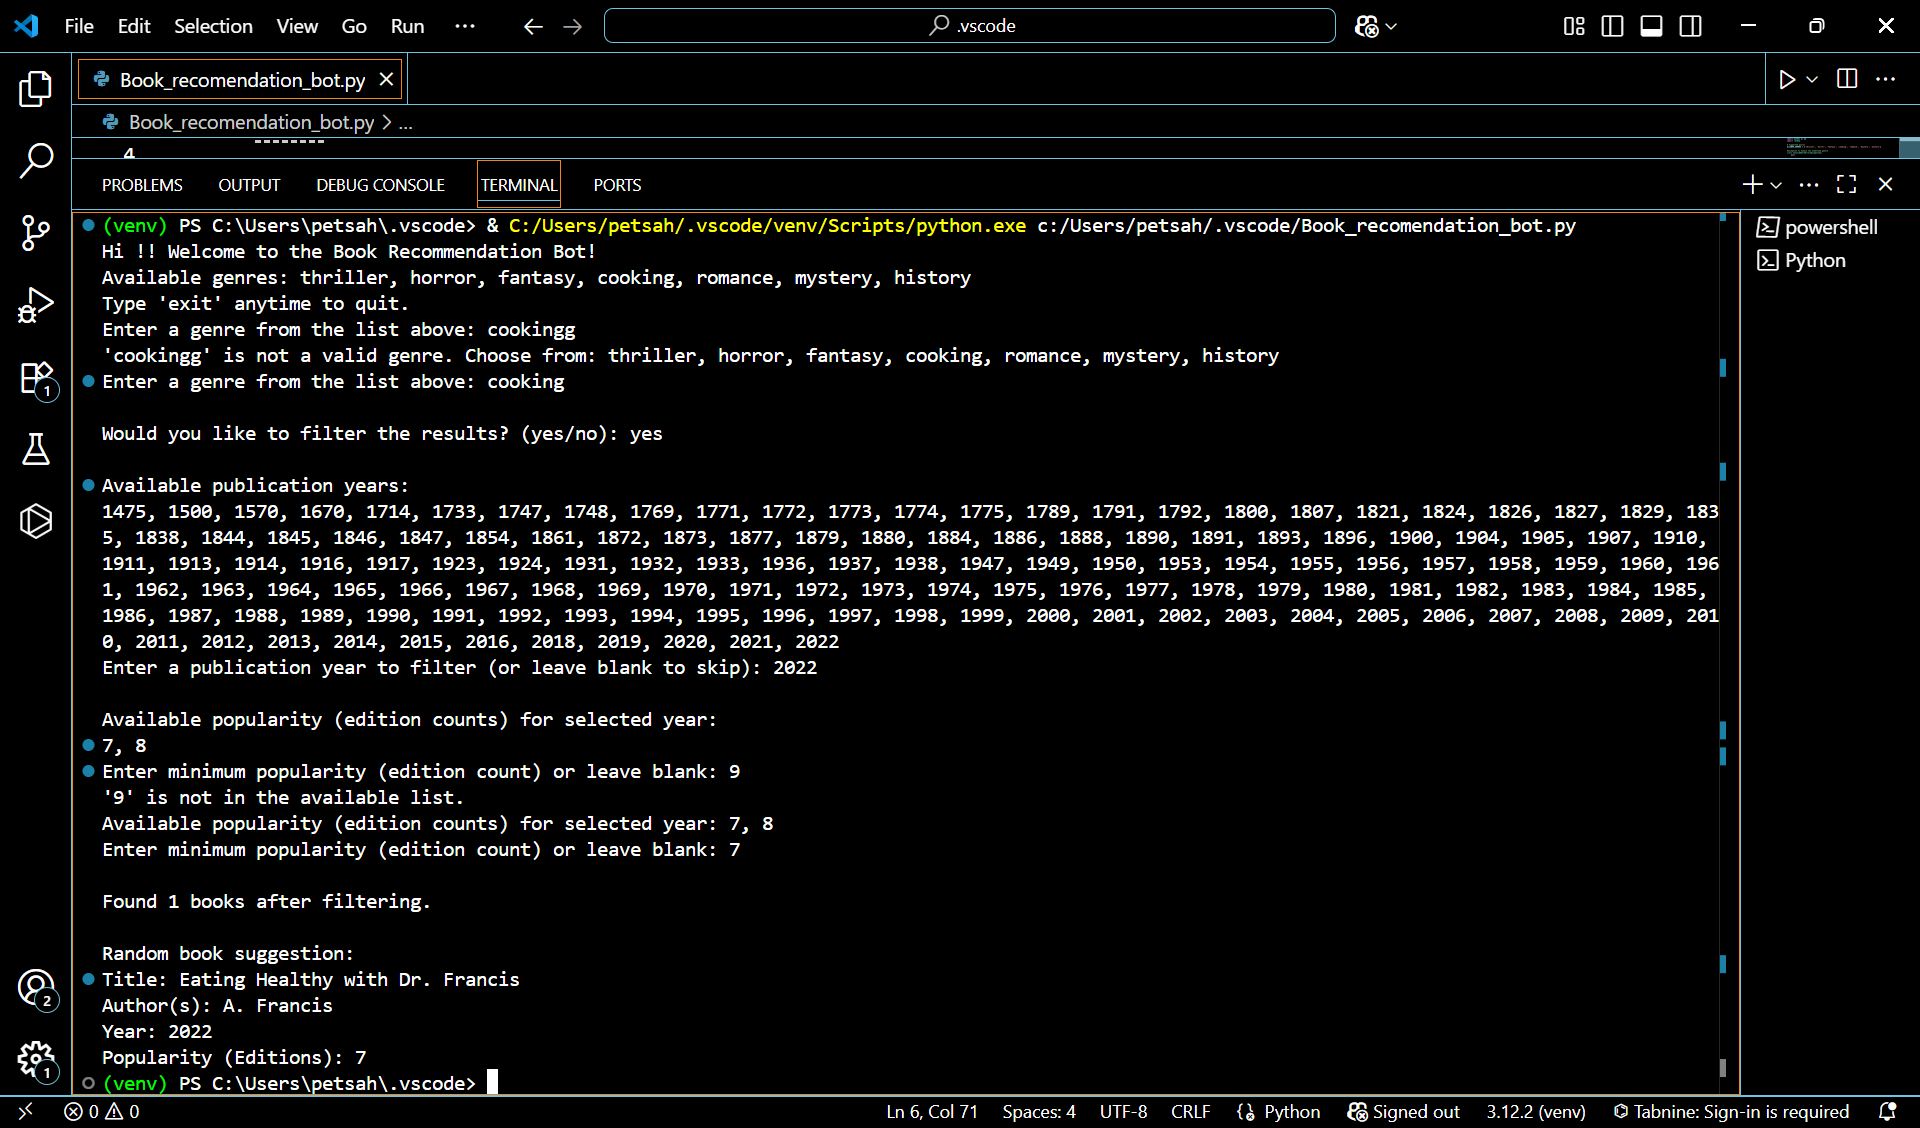 File Edit Selection View Go Run ··· .vscode
Book_recomendation_bot.py
Book_recomendation_bot.py > ...
4
PROBLEMS OUTPUT DEBUG CONSOLE TERMINAL PORTS
(venv) PS C:\Users\petsah\.vscode> & C:/Users/petsah/.vscode/venv/Scripts/python.exe c:/Users/petsah/.vscode/Book_recomendation_bot.py
Hi !! Welcome to the Book Recommendation Bot!
Available genres: thriller, horror, fantasy, cooking, romance, mystery, history
Type 'exit' anytime to quit.
Enter a genre from the list above: cookingg
'cookingg' is not a valid genre. Choose from: thriller, horror, fantasy, cooking, romance, mystery, history
Enter a genre from the list above: cooking
Would you like to filter the results? (yes/no): yes
Available publication years:
1475, 1500, 1570, 1670, 1714, 1733, 1747, 1748, 1769, 1771, 1772, 1773, 1774, 1775, 1789, 1791, 1792, 1800, 1807, 1821, 1824, 1826, 1827, 1829, 183
5, 1838, 1844, 1845, 1846, 1847, 1854, 1861, 1872, 1873, 1877, 1879, 1880, 1884, 1886, 1888, 1890, 1891, 1893, 1896, 1900, 1904, 1905, 1907, 1910,
1911, 1913, 1914, 1916, 1917, 1923, 1924, 1931, 1932, 1933, 1936, 1937, 1938, 1947, 1949, 1950, 1953, 1954, 1955, 1956, 1957, 1958, 1959, 1960, 196
1, 1962, 1963, 1964, 1965, 1966, 1967, 1968, 1969, 1970, 1971, 1972, 1973, 1974, 1975, 1976, 1977, 1978, 1979, 1980, 1981, 1982, 1983, 1984, 1985,
1986, 1987, 1988, 1989, 1990, 1991, 1992, 1993, 1994, 1995, 1996, 1997, 1998, 1999, 2000, 2001, 2002, 2003, 2004, 2005, 2006, 2007, 2008, 2009, 201
0, 2011, 2012, 2013, 2014, 2015, 2016, 2018, 2019, 2020, 2021, 2022
Enter a publication year to filter (or leave blank to skip): 2022
Available popularity (edition counts) for selected year:
7, 8
Enter minimum popularity (edition count) or leave blank: 9
'9' is not in the available list.
Available popularity (edition counts) for selected year: 7, 8
Enter minimum popularity (edition count) or leave blank: 7
Found 1 books after filtering.
Random book suggestion:
Title: Eating Healthy with Dr. Francis
Author(s): A. Francis
Year: 2022
Popularity (Editions): 7
(venv) PS C:\Users\petsah\.vscode>
powershell
Python
1
2
1
0 0 Ln 6, Col 71 Spaces: 4 UTF-8 CRLF {} Python Signed out 3.12.2 (venv) Tabnine: Sign-in is required